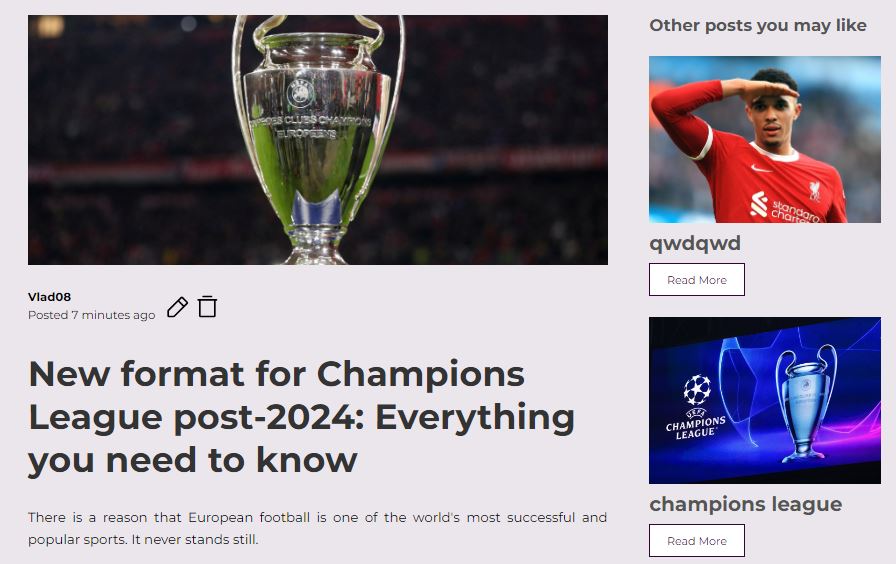 COUPE DES CLUBS CHAMPIONS
EUROPÉENS
Vlad08
Posted 7 minutes ago
New format for Champions
League post-2024: Everything
you need to know
There is a reason that European football is one of the world's most successful and
popular sports. It never stands still.
Other posts you may like
standard
chartered
qwdqwd
Read More
UEFA
CHAMPIONS
LEAGUE
champions league
Read More